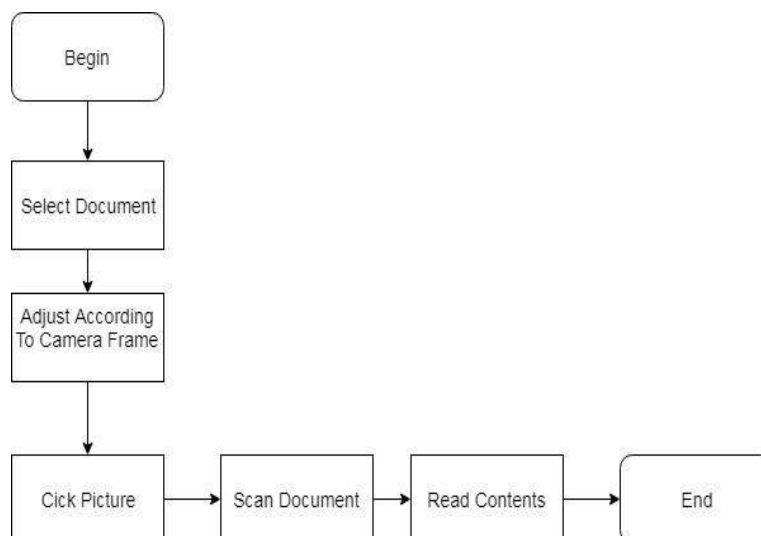 Begin
Select Document
Adjust According
To Camera Frame
Cick Picture
Scan Document
Read Contents
End